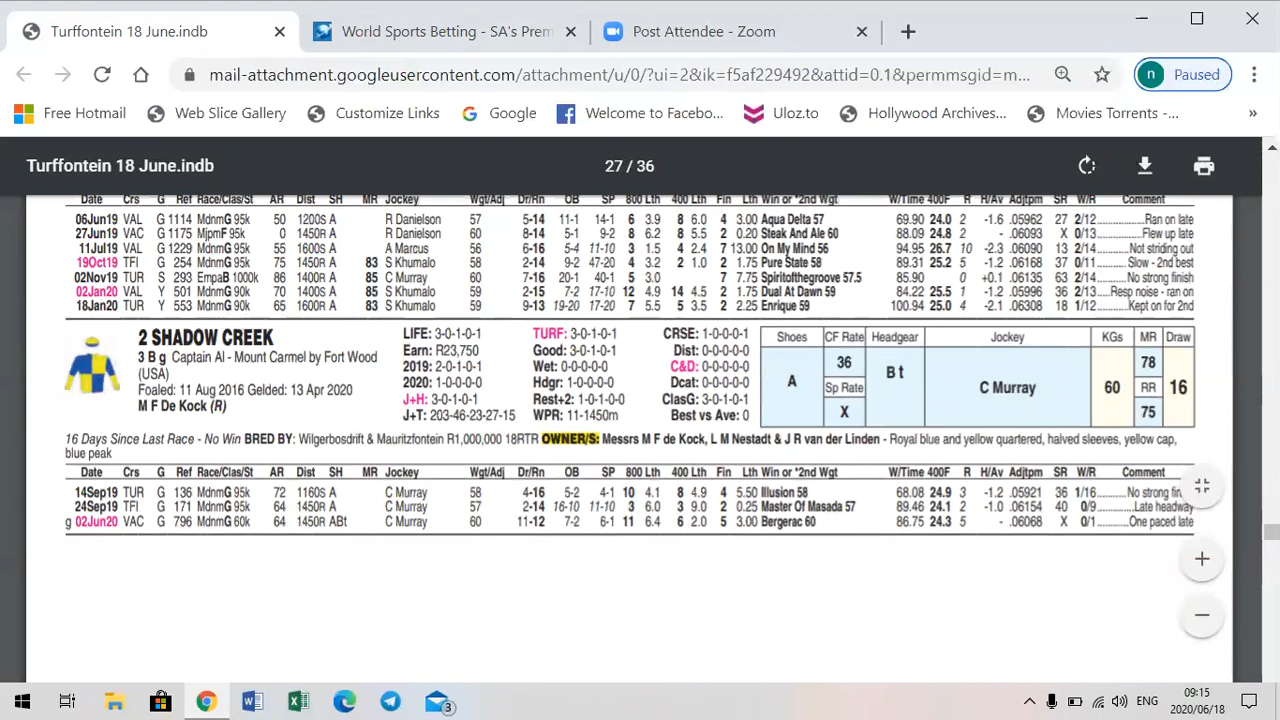 Turffontein 18 June.indb
World Sports Betting - SA's Prem
Post Attendee - Zoom
mail-attachment.googleusercontent.com/attachment/u/0/?ui=2&ik=f5af229492&attid=0.1&permmsgid=m...
n Paused
Free Hotmail
Web Slice Gallery
Customize Links
Google
Welcome to Facebo...
Uloz.to
Hollywood Archives...
Movies Torrents -...
»
Turffontein 18 June.indb
27 / 36
Date Crs G Ref Race/Clas/St AR Dist SH MR Jockey Wgt/Adj Dr/Rn OB SP 800 Lth 400 Lth Fin Lth Win or *2nd Wgt W/Time 400F R H/Av Adjtpm SR W/R Comment
06Jun19 VAL G 1114 MdnmG 95k 50 1200S A R Danielson 57 5-14 11-1 14-1 6 3.9 8 6.0 4 3.00 Aqua Delta 57 69.90 24.0 2 -1.6 .05962 27 2/12 ..........Ran on late
27Jun19 VAC G 1175 MjpmF 95k 0 1450R A R Danielson 60 8-14 5-1 9-2 8 6.2 8 5.5 2 0.20 Steak And Ale 60 88.09 24.8 2 - .06093 X 0/13 ..........Flew up late
11Jul19 VAL G 1229 MdnmG 95k 55 1600S A A Marcus 56 6-16 5-4 11-10 3 1.5 4 2.4 7 13.00 On My Mind 56 94.95 26.7 10 -2.3 .06090 13 2/14 ......Not striding out
19Oct19 TFI G 254 MdnmG 95k 75 1450R A 83 S Khumalo 58 2-14 9-2 47-20 4 3.2 2 1.0 2 1.75 Pure State 58 89.31 25.2 5 -1.2 .06168 37 0/11 ......Slow - 2nd best
02Nov19 TUR S 293 EmpaB 1000k 86 1400R A 85 C Murray 60 7-16 20-1 40-1 5 3.0 7 7.75 Spiritofthegroove 57.5 85.90 0 +0.1 .06135 63 2/14 ......No strong finish
02Jan20 VAL Y 501 MdnmG 90k 70 1400S A 85 S Khumalo 59 2-15 7-2 17-10 12 4.9 14 4.5 2 1.25 Dual At Dawn 59 84.22 25.5 1 -1.2 .05996 36 2/13 ....Resp noise - ran on
18Jan20 TUR Y 553 MdnmG 90k 65 1600R A 83 S Khumalo 59 9-13 19-20 17-20 7 5.5 5 3.5 2 2.25 Enrique 59 100.94 25.0 4 -2.1 .06308 18 1/12 ......Kept on for 2nd
2 SHADOW CREEK
3 B g Captain Al - Mount Carmel by Fort Wood
(USA)
Foaled: 11 Aug 2016 Gelded: 13 Apr 2020
M F De Kock (R)
LIFE: 3-0-1-0-1 TURF: 3-0-1-0-1 CRSE: 1-0-0-0-1
Earn: R23,750 Good: 3-0-1-0-1 Dist: 0-0-0-0-0
2019: 2-0-1-0-1 Wet: 0-0-0-0-0 C&D: 0-0-0-0-0
2020: 1-0-0-0-0 Hdgr: 1-0-0-0-0 Dcat: 0-0-0-0-0
J+H: 3-0-1-0-1 Rest+2: 1-0-1-0-0 ClasG: 3-0-1-0-1
J+T: 203-46-23-27-15 WPR: 11-1450m Best vs Ave: 0
Shoes CF Rate Headgear Jockey KGs MR Draw
A 36 B t C Murray 60 78 16
Sp Rate RR
X 75
16 Days Since Last Race - No Win BRED BY: Wilgerbosdrift & Mauritzfontein R1,000,000 18RTR OWNER/S: Messrs M F de Kock, L M Nestadt & J R van der Linden - Royal blue and yellow quartered, halved sleeves, yellow cap,
blue peak
Date Crs G Ref Race/Clas/St AR Dist SH MR Jockey Wgt/Adj Dr/Rn OB SP 800 Lth 400 Lth Fin Lth Win or *2nd Wgt W/Time 400F R H/Av Adjtpm SR W/R Comment
14Sep19 TUR G 136 MdnmG 95k 72 1160S A C Murray 58 4-16 5-2 4-1 10 4.1 8 4.9 4 5.50 Illusion 58 68.08 24.9 3 -1.2 .05921 36 1/16 ......No strong fin
24Sep19 TFI G 171 MdnmG 95k 64 1450R A C Murray 57 2-14 16-10 11-10 3 6.0 3 9.0 2 0.25 Master Of Masada 57 89.46 24.1 2 -1.0 .06154 40 0/9 ..........Late headway
g 02Jun20 VAC G 796 MdnmG 60k 64 1450R ABt C Murray 60 11-12 7-2 6-1 11 6.4 6 2.0 5 3.00 Bergerac 60 86.75 24.3 5 - .06068 X 0/1 ......One paced late
3
ENG
09:15
2020/06/18